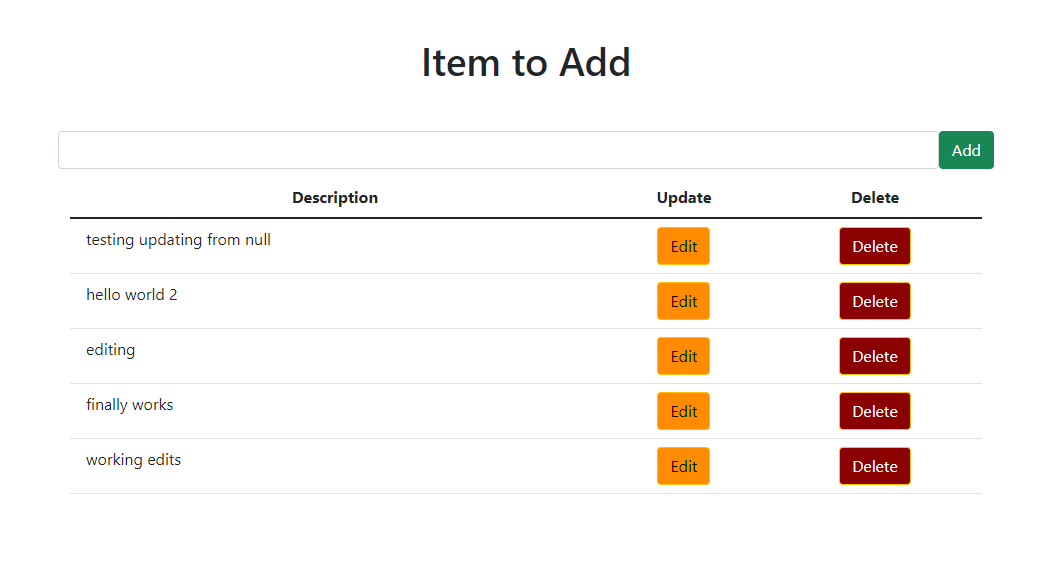 Item to Add
Add
Description Update Delete
testing updating from null Edit Delete
hello world 2 Edit Delete
editing Edit Delete
finally works Edit Delete
working edits Edit Delete